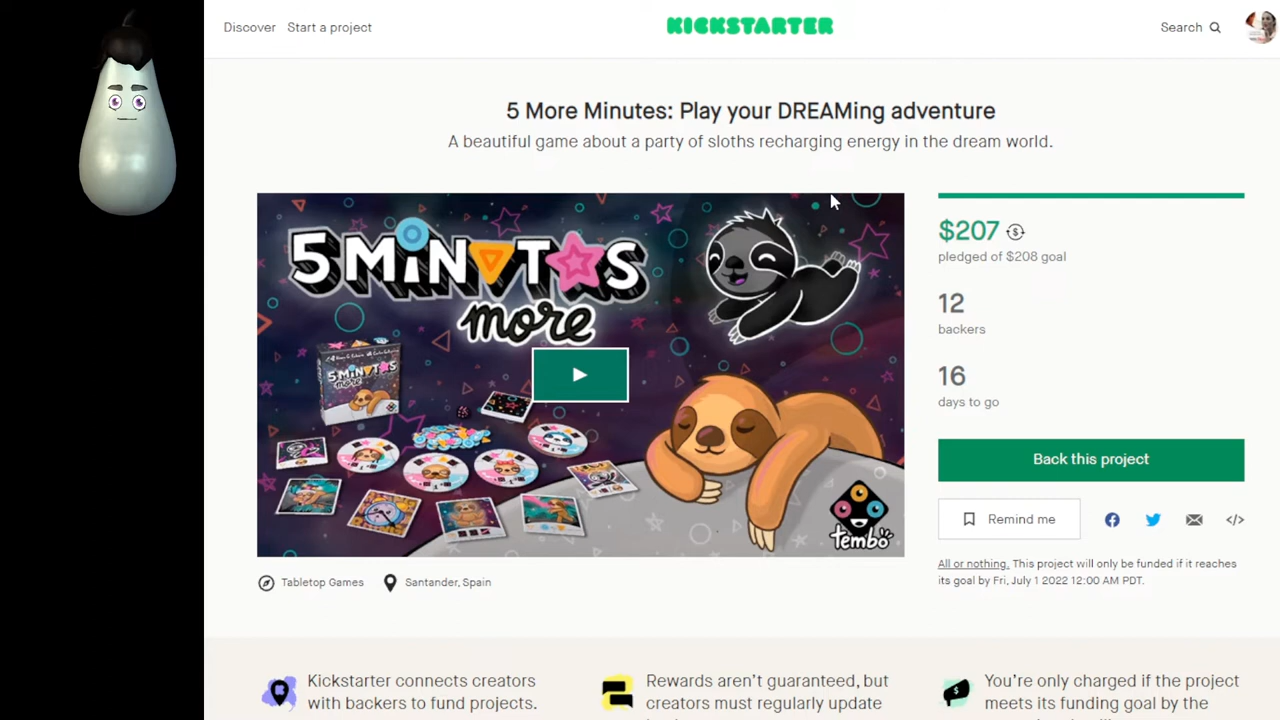 Discover Start a project KICKSTARTER Search
5 More Minutes: Play your DREAMing adventure
A beautiful game about a party of sloths recharging energy in the dream world.
5 MINUTOS
more
5 MINUTOS
more
tembo
$207
pledged of $208 goal
12
backers
16
days to go
Back this project
Remind me
All or nothing. This project will only be funded if it reaches
its goal by Fri, July 1 2022 12:00 AM PDT.
Tabletop Games Santander, Spain
Kickstarter connects creators
with backers to fund projects.
Rewards aren't guaranteed, but
creators must regularly update
You're only charged if the project
meets its funding goal by the